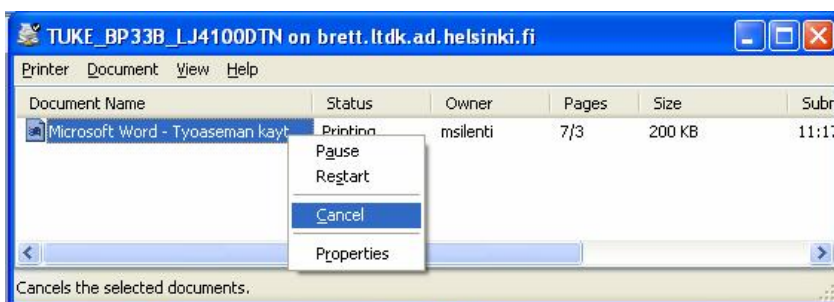 TUKE_BP33B_LJ4100DTN on brett.ltdk.ad.helsinki.fi
Printer Document View Help
Document Name Status Owner Pages Size Subm
Microsoft Word - Tyoaseman kayt... Printing msilenti 7/3 200 KB 11:17
Pause
Restart
Cancel
Properties
Cancels the selected documents.